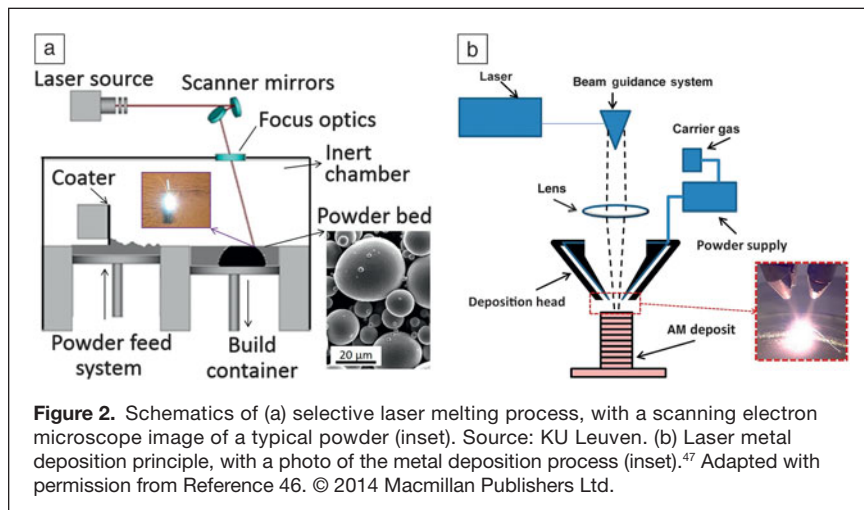 a
Laser source
Scanner mirrors
Focus optics
Inert
chamber
Coater
Powder bed
Powder feed
system
Build
container
20 μm
b
Laser
Beam guidance system
Carrier gas
Lens
Powder supply
Deposition head
AM deposit
Figure 2. Schematics of (a) selective laser melting process, with a scanning electron
microscope image of a typical powder (inset). Source: KU Leuven. (b) Laser metal
deposition principle, with a photo of the metal deposition process (inset).47 Adapted with
permission from Reference 46. © 2014 Macmillan Publishers Ltd.